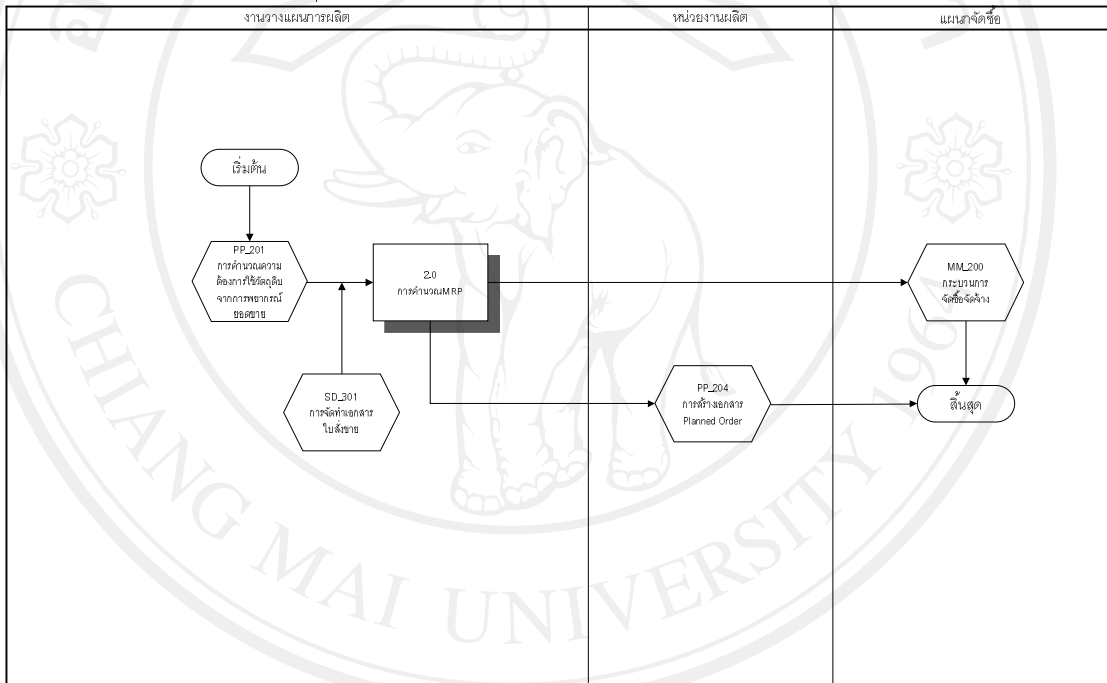 งานวางแผนการผลิต
หน่วยงานผลิต
แผนกจัดซื้อ
เริ่มต้น
PP_201
การคำนวณความ
ต้องการใช้วัตถุดิบ
จากการพยากรณ์
ยอดขาย
2.0
การคำนวณMRP
MM_200
กระบวนการ
จัดซื้อจัดจ้าง
SD_301
การจัดทำเอกสาร
ใบสั่งขาย
PP_204
การสร้างเอกสาร
Planned Order
สิ้นสุด
CHIANG MAI UNIVERSITY 1964